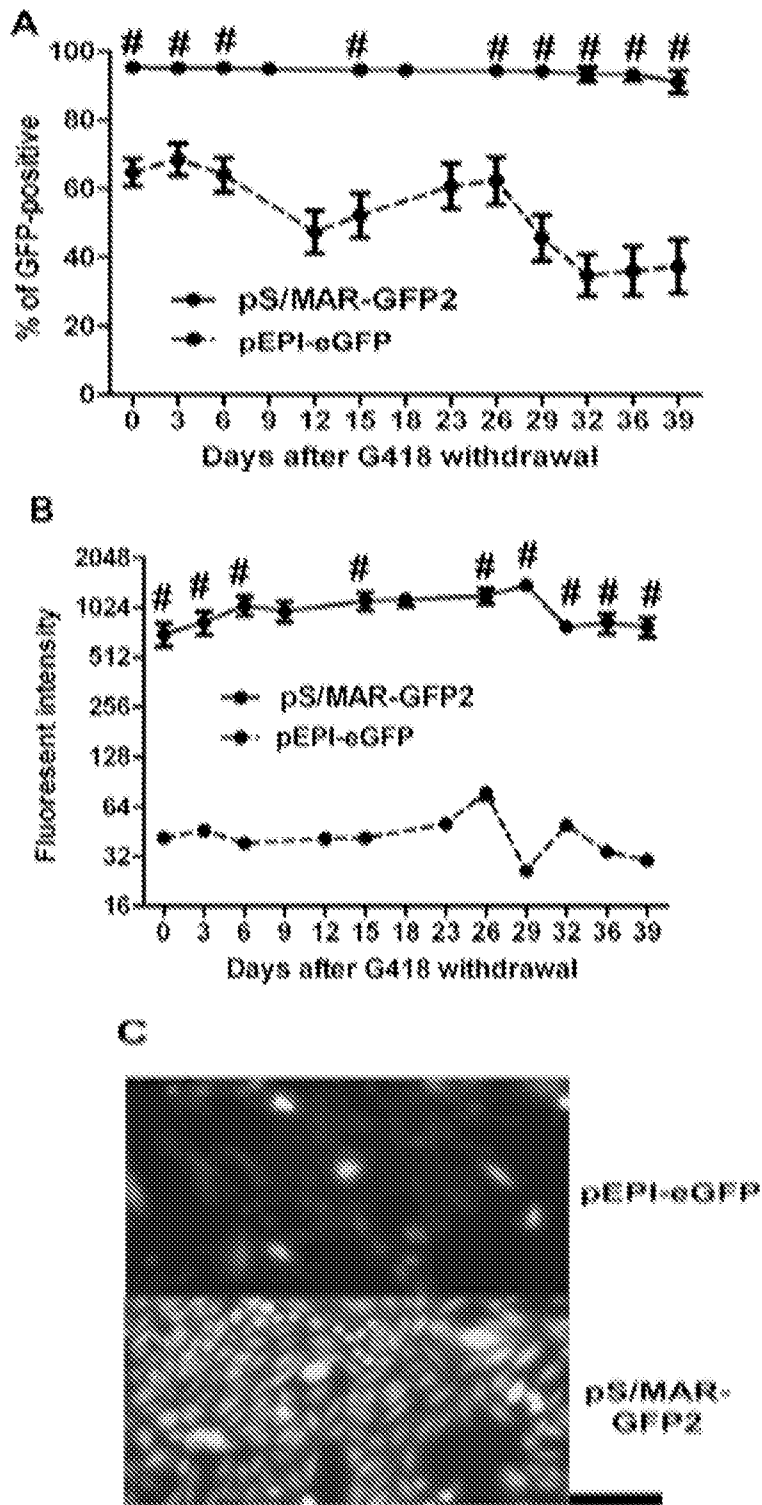 A
# # # # # # # # #
100
80
60
40
20
0
% of GFP-positive
pS/MAR-GFP2
pEPI-eGFP
0 3 6 9 12 15 18 23 26 29 32 36 39
Days after G418 withdrawal
B
# # # # # # # # #
2048
1024
512
256
128
64
32
16
Fluoresent intensity
pS/MAR-GFP2
pEPI-eGFP
0 3 6 9 12 15 18 23 26 29 32 36 39
Days after G418 withdrawal
C
pEPI-eGFP
pS/MAR-
GFP2